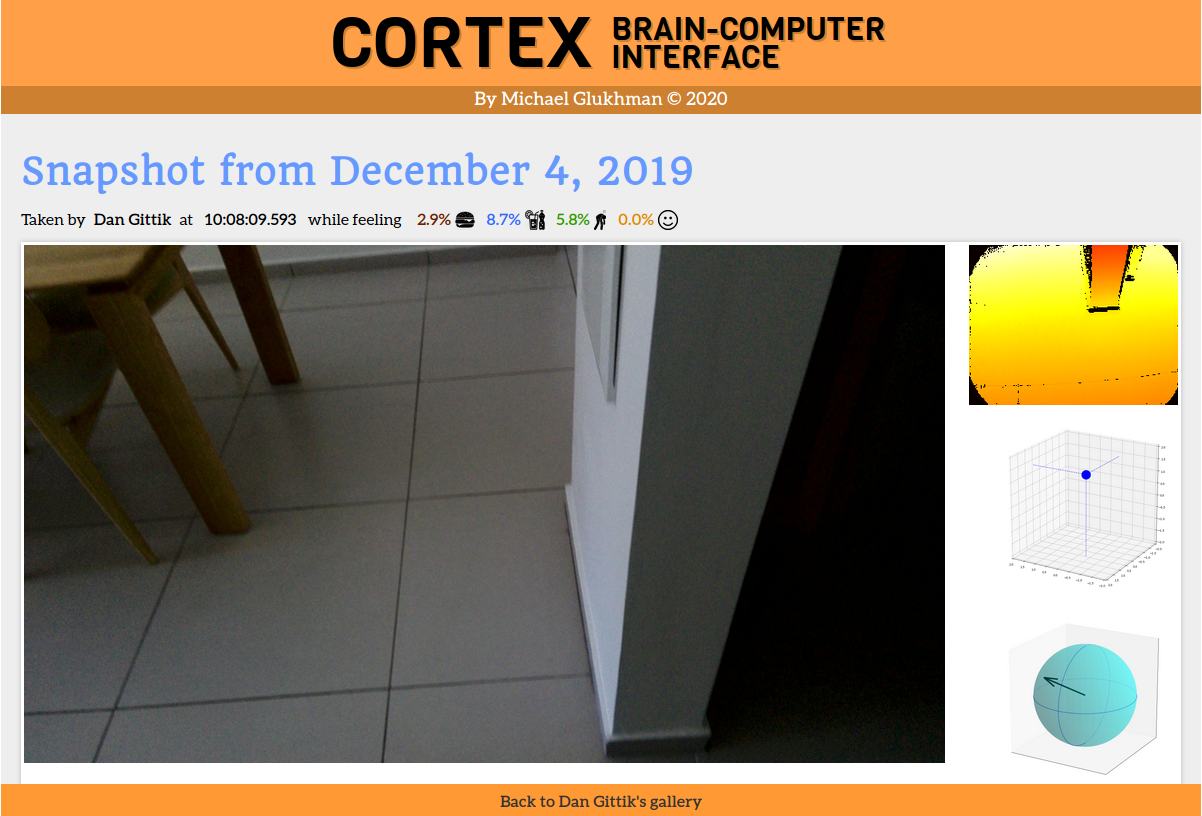 CORTEX BRAIN-COMPUTER
INTERFACE
By Michael Glukhman © 2020
Snapshot from December 4, 2019
Taken by Dan Gittik at 10:08:09.593 while feeling 2.9% 8.7% 5.8% 0.0%
Back to Dan Gittik's gallery